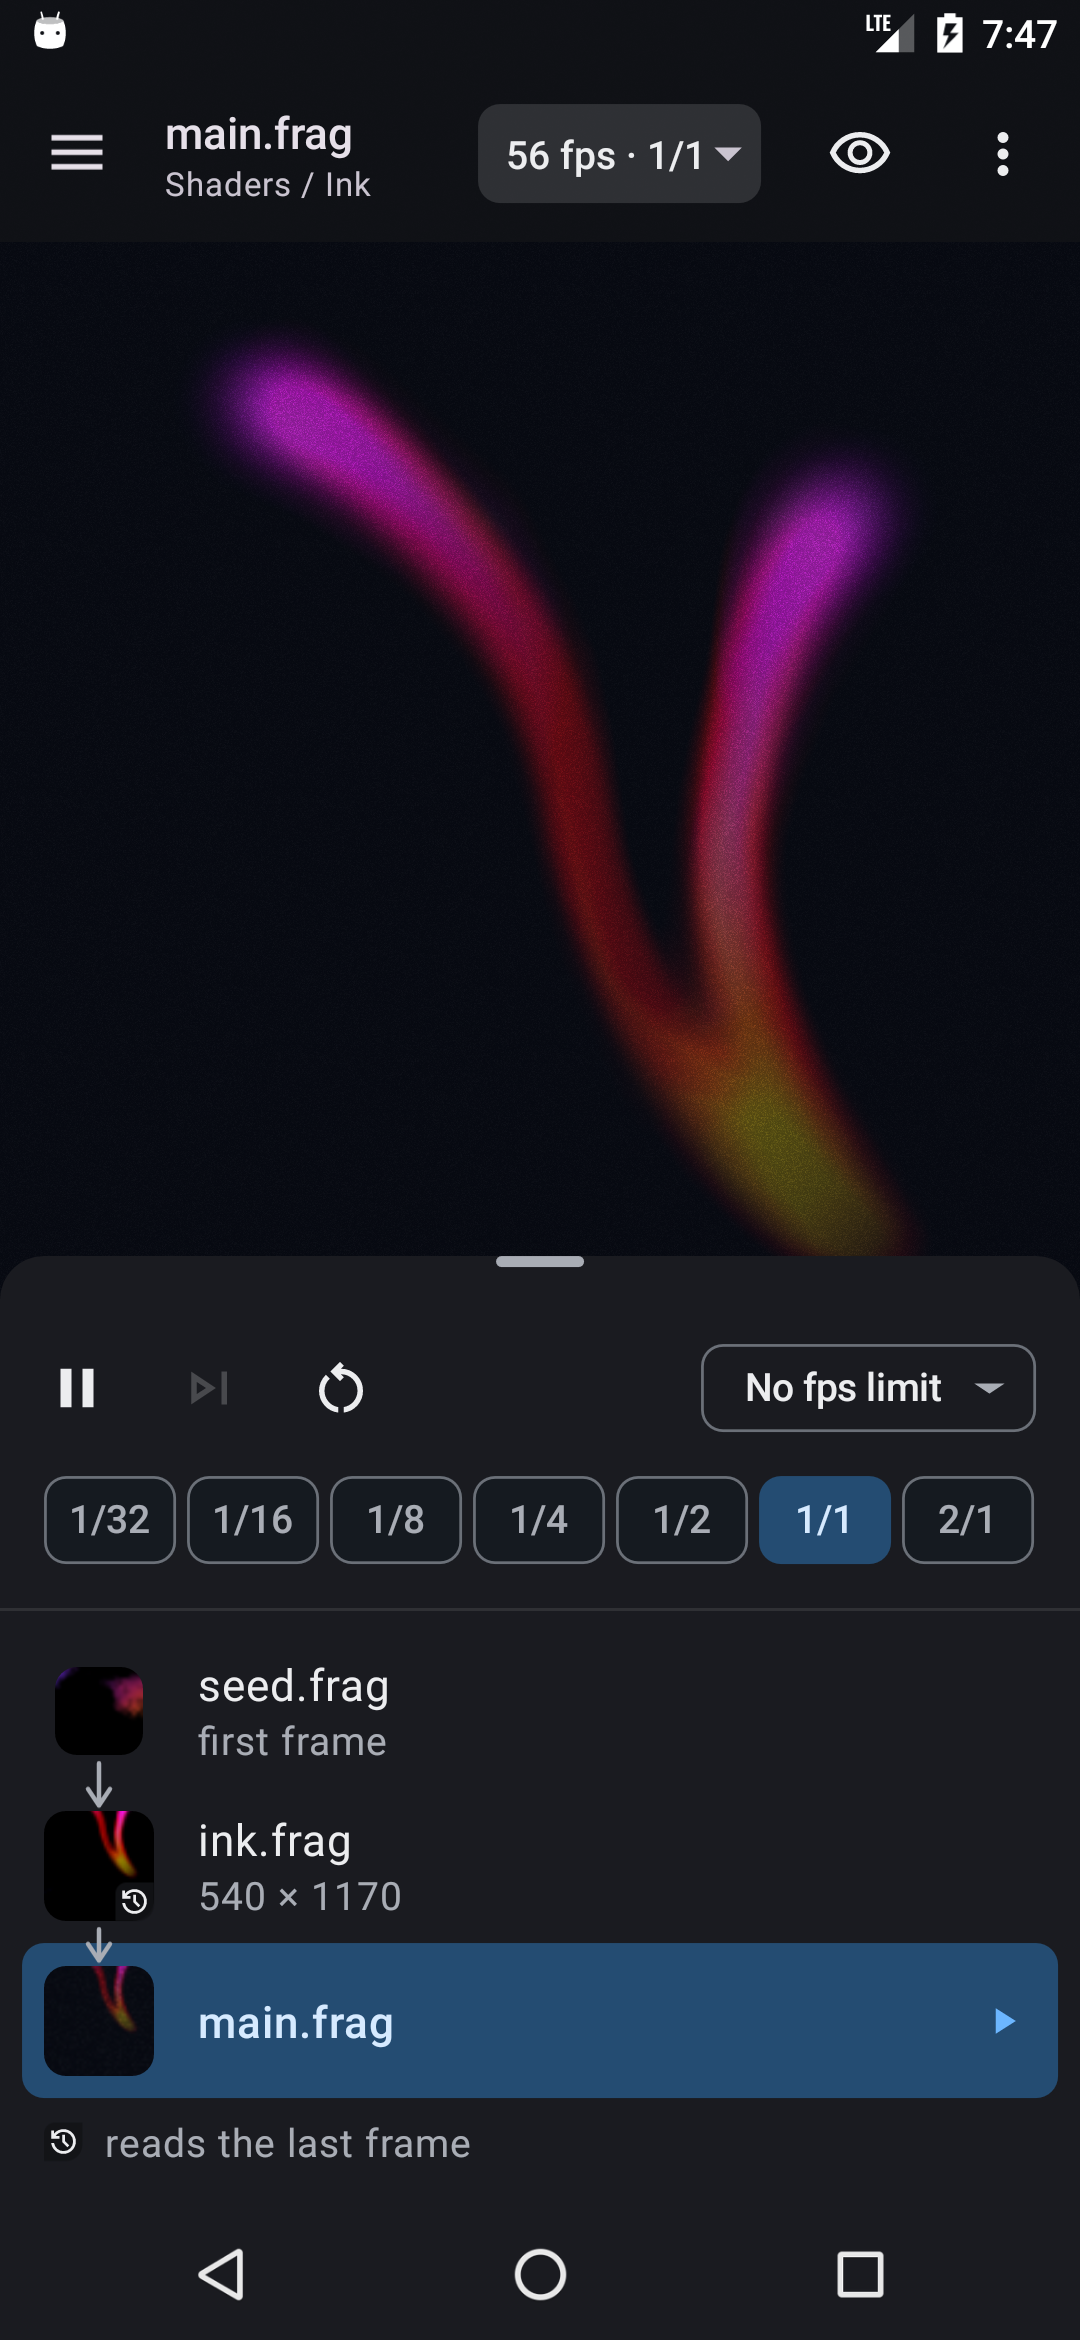 LTE 7:47
main.frag
Shaders / Ink
56 fps · 1/1
No fps limit
1/32 1/16 1/8 1/4 1/2 1/1 2/1
seed.frag
first frame
ink.frag
540 × 1170
main.frag
reads the last frame